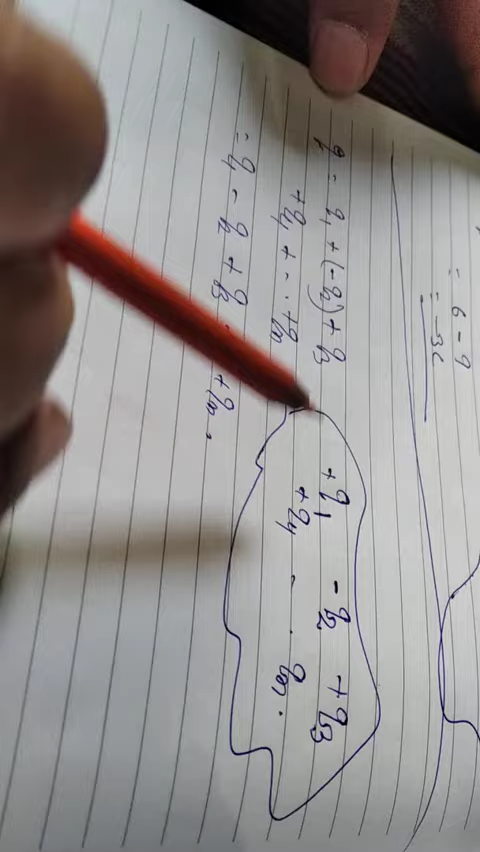 = 6 - 9
= -3c
q = q₁ + (-q₂) + q₃
+ q₄ + - - . + qₙ
= q₁ - q₂ + q₃ + qₙ.
+q₁ - q₂ + q₃
+q₄ - - . qₙ.